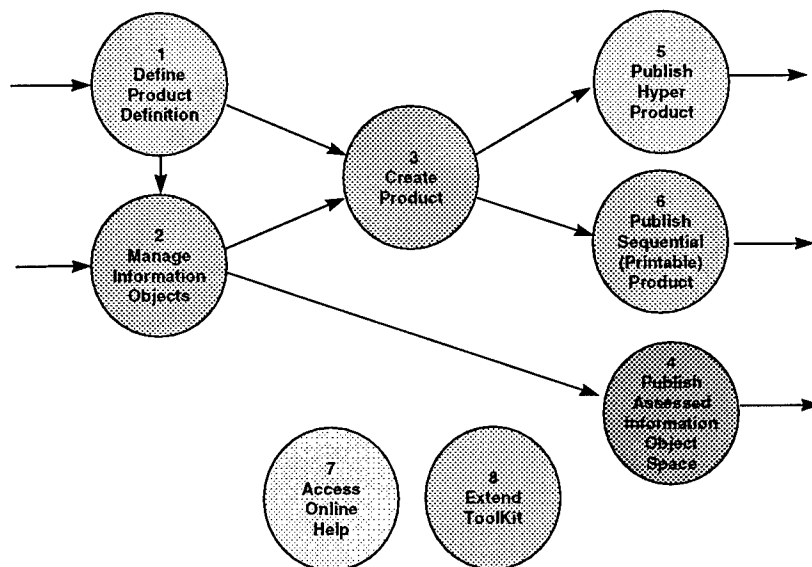 1
Define
Product
Definition
2
Manage
Information
Objects
3
Create
Product
5
Publish
Hyper
Product
6
Publish
Sequential
(Printable)
Product
4
Publish
Assessed
Information
Object
Space
7
Access
Online
Help
8
Extend
ToolKit